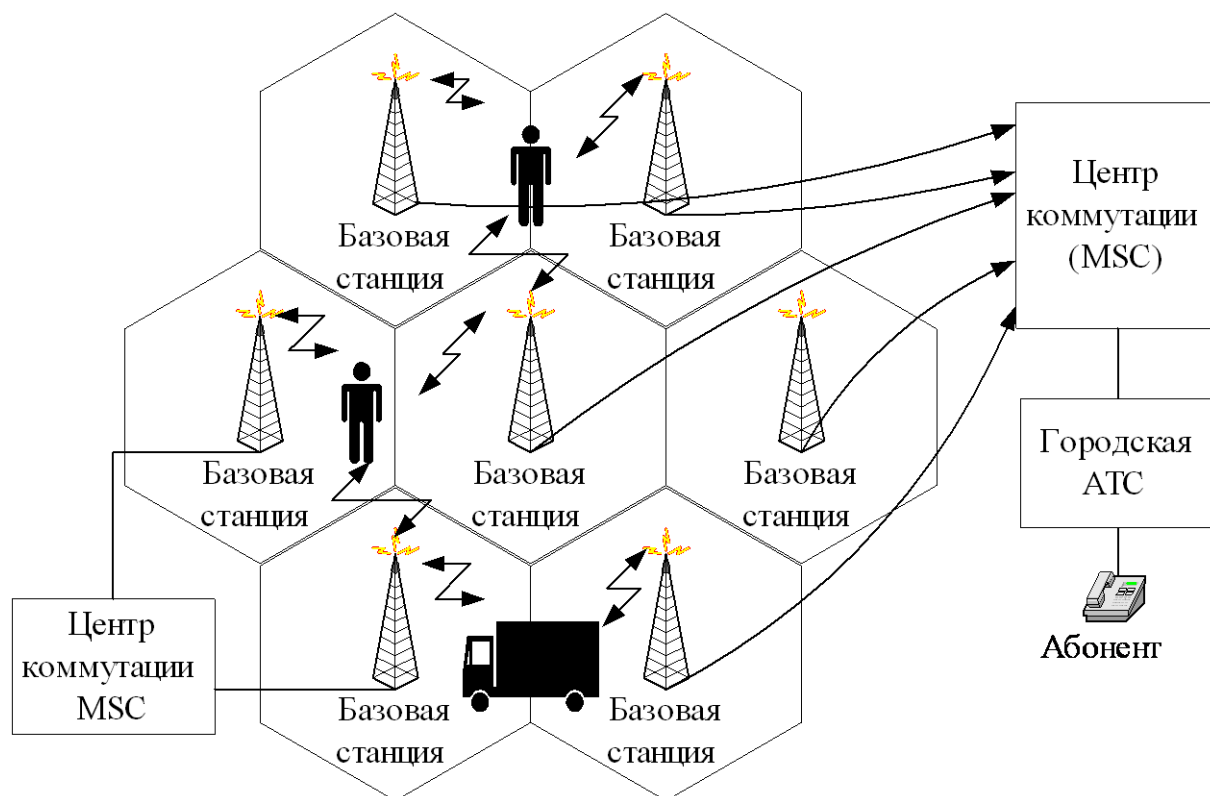 Базовая
станция
Базовая
станция
Центр
коммутации
(MSC)
Базовая
станция
Базовая
станция
Базовая
станция
Городская
АТС
Абонент
Центр
коммутации
MSC
Базовая
станция
Базовая
станция